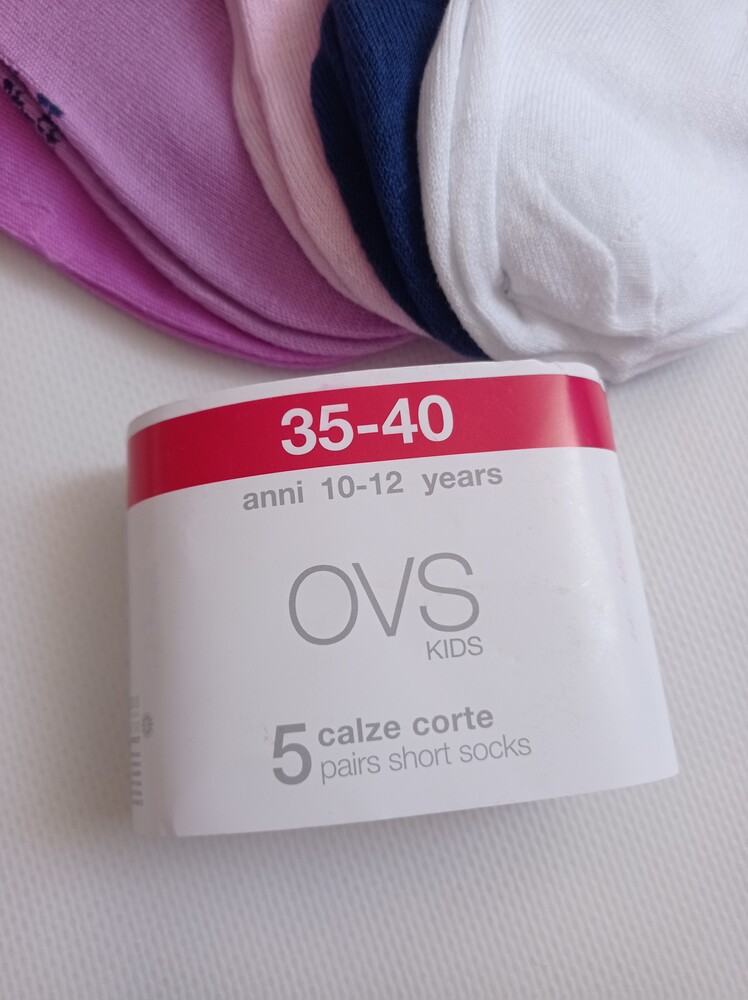 35-40
anni 10-12 years
OVS
KIDS
5 calze corte
pairs short socks